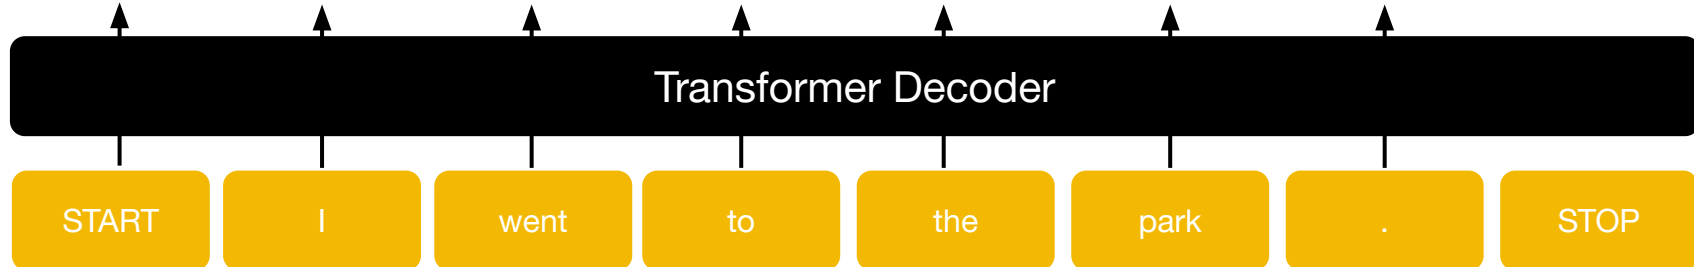 Transformer Decoder
START I went to the park . STOP